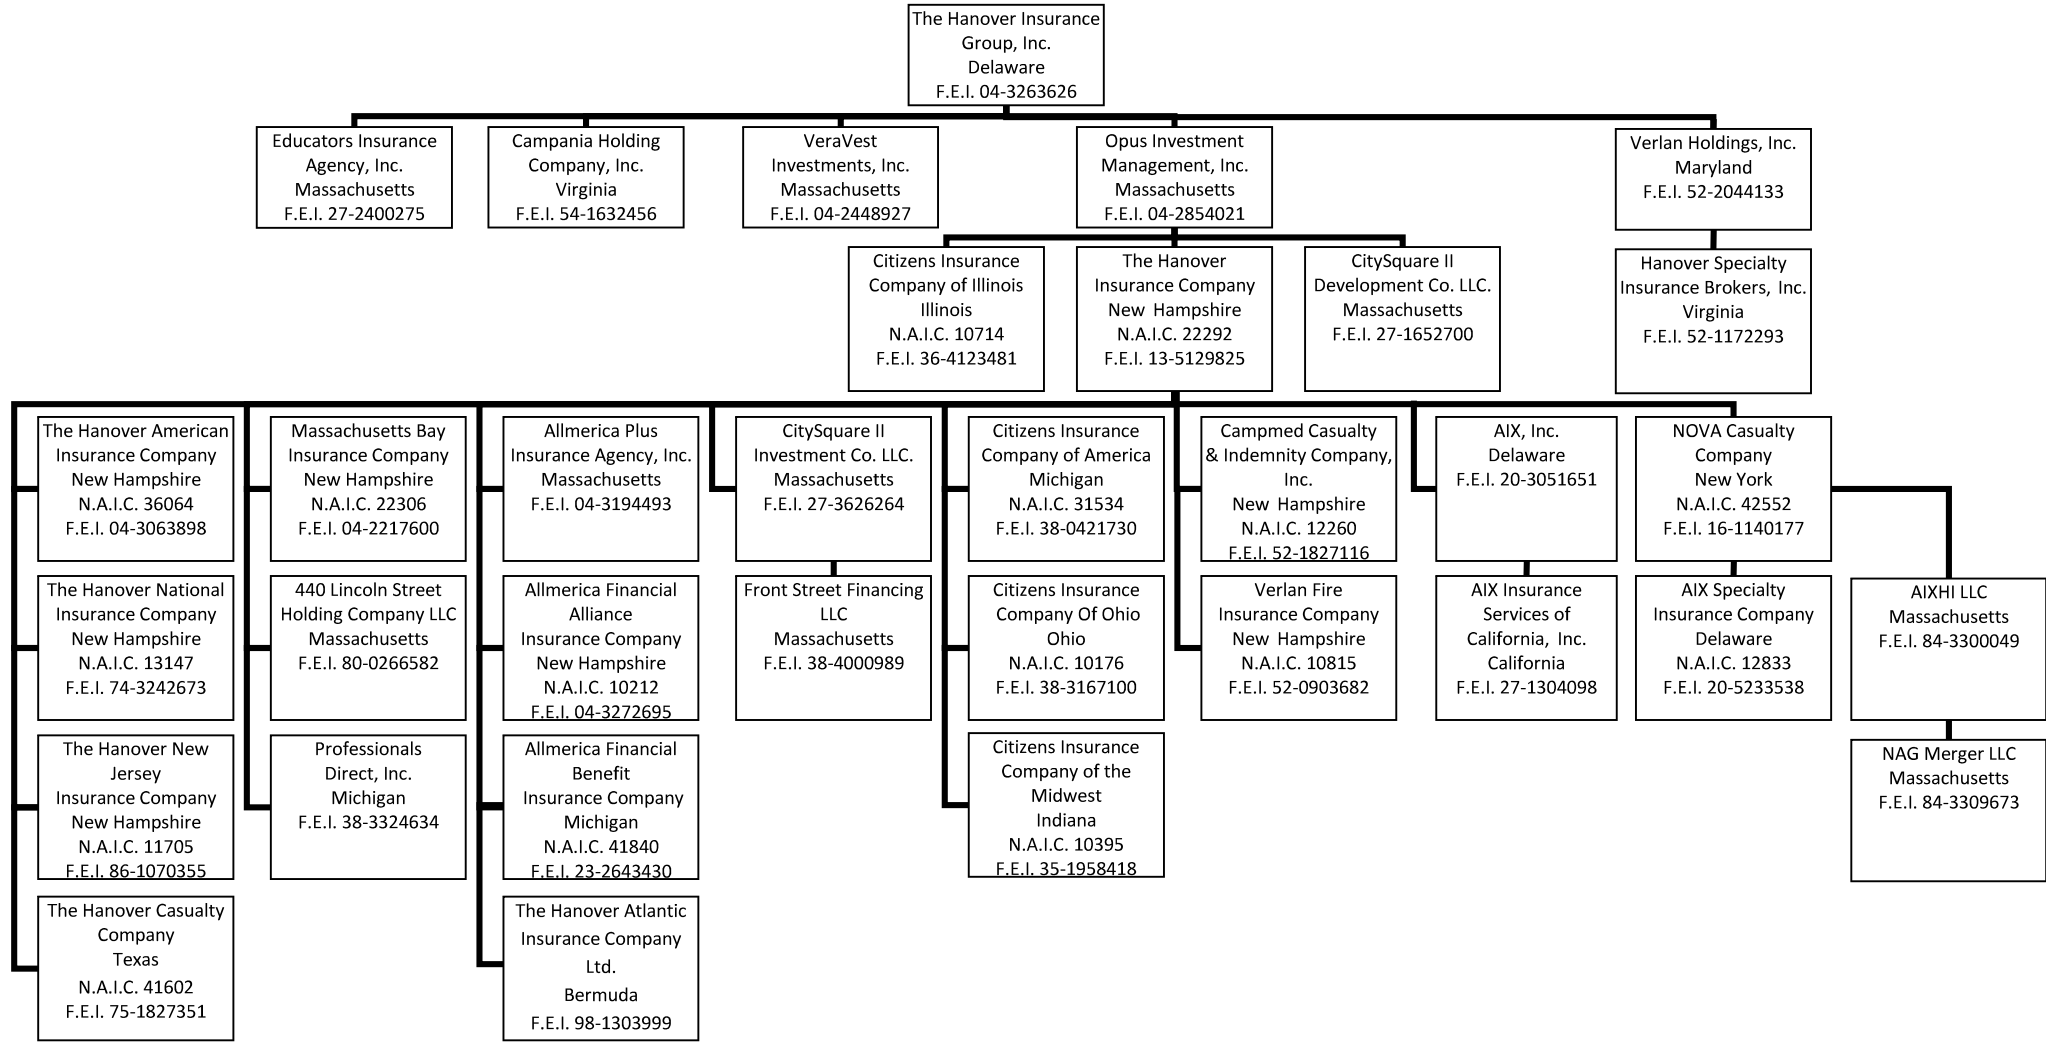 The Hanover Insurance
Group, Inc.
Delaware
F.E.I. 04-3263626
Educators Insurance
Agency, Inc.
Massachusetts
F.E.I. 27-2400275
Campania Holding
Company, Inc.
Virginia
F.E.I. 54-1632456
VeraVest
Investments, Inc.
Massachusetts
F.E.I. 04-2448927
Opus Investment
Management, Inc.
Massachusetts
F.E.I. 04-2854021
Verlan Holdings, Inc.
Maryland
F.E.I. 52-2044133
Citizens Insurance
Company of Illinois
Illinois
N.A.I.C. 10714
F.E.I. 36-4123481
The Hanover
Insurance Company
New Hampshire
N.A.I.C. 22292
F.E.I. 13-5129825
CitySquare II
Development Co. LLC.
Massachusetts
F.E.I. 27-1652700
Hanover Specialty
Insurance Brokers, Inc.
Virginia
F.E.I. 52-1172293
The Hanover American
Insurance Company
New Hampshire
N.A.I.C. 36064
F.E.I. 04-3063898
Massachusetts Bay
Insurance Company
New Hampshire
N.A.I.C. 22306
F.E.I. 04-2217600
Allmerica Plus
Insurance Agency, Inc.
Massachusetts
F.E.I. 04-3194493
CitySquare II
Investment Co. LLC.
Massachusetts
F.E.I. 27-3626264
Citizens Insurance
Company of America
Michigan
N.A.I.C. 31534
F.E.I. 38-0421730
Campmed Casualty
& Indemnity Company,
Inc.
New Hampshire
N.A.I.C. 12260
F.E.I. 52-1827116
AIX, Inc.
Delaware
F.E.I. 20-3051651
NOVA Casualty
Company
New York
N.A.I.C. 42552
F.E.I. 16-1140177
The Hanover National
Insurance Company
New Hampshire
N.A.I.C. 13147
F.E.I. 74-3242673
440 Lincoln Street
Holding Company LLC
Massachusetts
F.E.I. 80-0266582
Allmerica Financial
Alliance
Insurance Company
New Hampshire
N.A.I.C. 10212
F.E.I. 04-3272695
Front Street Financing
LLC
Massachusetts
F.E.I. 38-4000989
Citizens Insurance
Company Of Ohio
Ohio
N.A.I.C. 10176
F.E.I. 38-3167100
Verlan Fire
Insurance Company
New Hampshire
N.A.I.C. 10815
F.E.I. 52-0903682
AIX Insurance
Services of
California, Inc.
California
F.E.I. 27-1304098
AIX Specialty
Insurance Company
Delaware
N.A.I.C. 12833
F.E.I. 20-5233538
AIXHI LLC
Massachusetts
F.E.I. 84-3300049
The Hanover New
Jersey
Insurance Company
New Hampshire
N.A.I.C. 11705
F.E.I. 86-1070355
Professionals
Direct, Inc.
Michigan
F.E.I. 38-3324634
Allmerica Financial
Benefit
Insurance Company
Michigan
N.A.I.C. 41840
F.E.I. 23-2643430
Citizens Insurance
Company of the
Midwest
Indiana
N.A.I.C. 10395
F.E.I. 35-1958418
NAG Merger LLC
Massachusetts
F.E.I. 84-3309673
The Hanover Casualty
Company
Texas
N.A.I.C. 41602
F.E.I. 75-1827351
The Hanover Atlantic
Insurance Company
Ltd.
Bermuda
F.E.I. 98-1303999